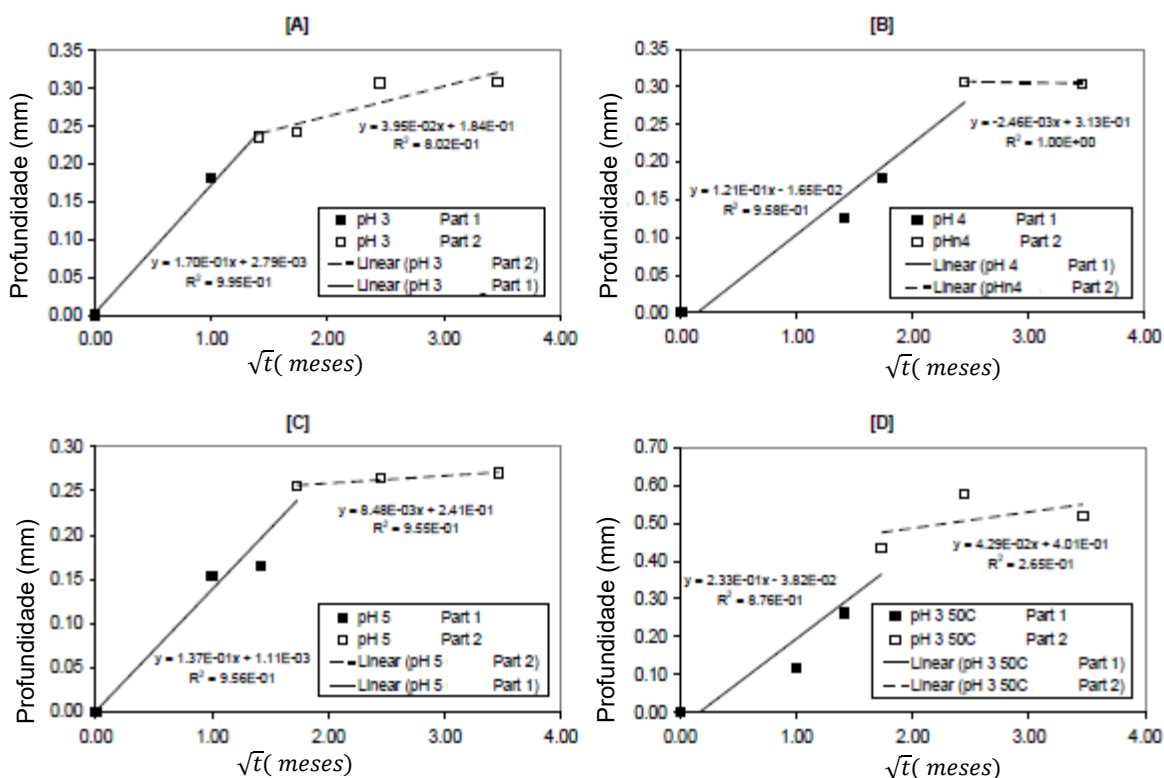 [A]
Profundidade (mm)
0.35
0.30
0.25
0.20
0.15
0.10
0.05
0.00
y = 3.95E-02x + 1.84E-01
R² = 8.02E-01
y = 1.70E-01x + 2.79E-03
R² = 9.95E-01
pH 3 Part 1
pH 3 Part 2
Linear (pH 3 Part 2)
Linear (pH 3 Part 1)
0.00 1.00 2.00 3.00 4.00
√t( meses)
[B]
Profundidade (mm)
0.35
0.30
0.25
0.20
0.15
0.10
0.05
0.00
y = -2.46E-03x + 3.13E-01
R² = 1.00E+00
y = 1.21E-01x - 1.65E-02
R² = 9.58E-01
pH 4 Part 1
pHn4 Part 2
Linear (pH 4 Part 1)
Linear (pHn4 Part 2)
0.00 1.00 2.00 3.00 4.00
√t( meses)
[C]
Profundidade (mm)
0.30
0.25
0.20
0.15
0.10
0.05
0.00
y = 8.48E-03x + 2.41E-01
R² = 9.55E-01
y = 1.37E-01x + 1.11E-03
R² = 9.56E-01
pH 5 Part 1
pH 5 Part 2
Linear (pH 5 Part 2)
Linear (pH 5 Part 1)
0.00 1.00 2.00 3.00 4.00
√t( meses)
[D]
Profundidade (mm)
0.70
0.60
0.50
0.40
0.30
0.20
0.10
0.00
y = 4.29E-02x + 4.01E-01
R² = 2.65E-01
y = 2.33E-01x - 3.82E-02
R² = 8.76E-01
pH 3 50C Part 1
pH 3 50C Part 2
Linear (pH 3 50C Part 1)
Linear (pH 3 50C Part 2)
0.00 1.00 2.00 3.00 4.00
√t( meses)